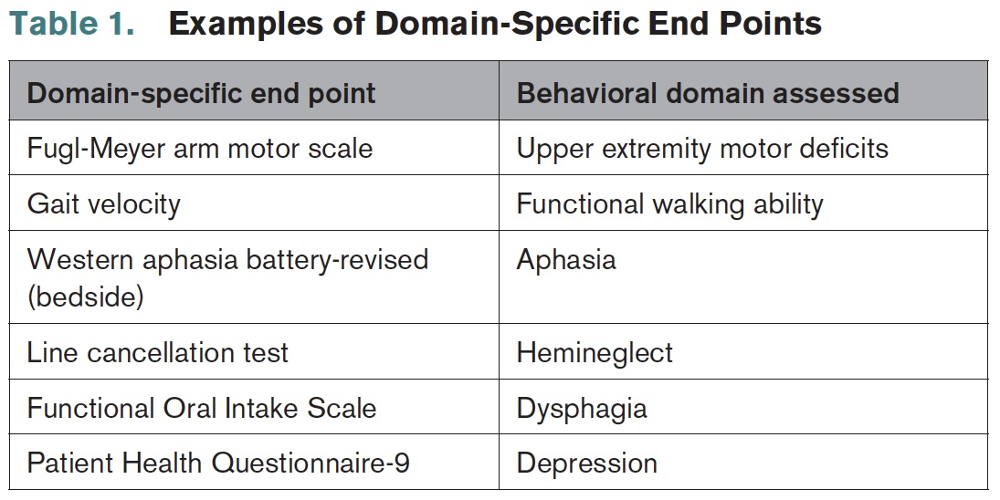 Table 1. Examples of Domain-Specific End Points
Domain-specific end point Behavioral domain assessed
Fugl-Meyer arm motor scale Upper extremity motor deficits
Gait velocity Functional walking ability
Western aphasia battery-revised Aphasia
(bedside)
Line cancellation test Hemineglect
Functional Oral Intake Scale Dysphagia
Patient Health Questionnaire-9 Depression